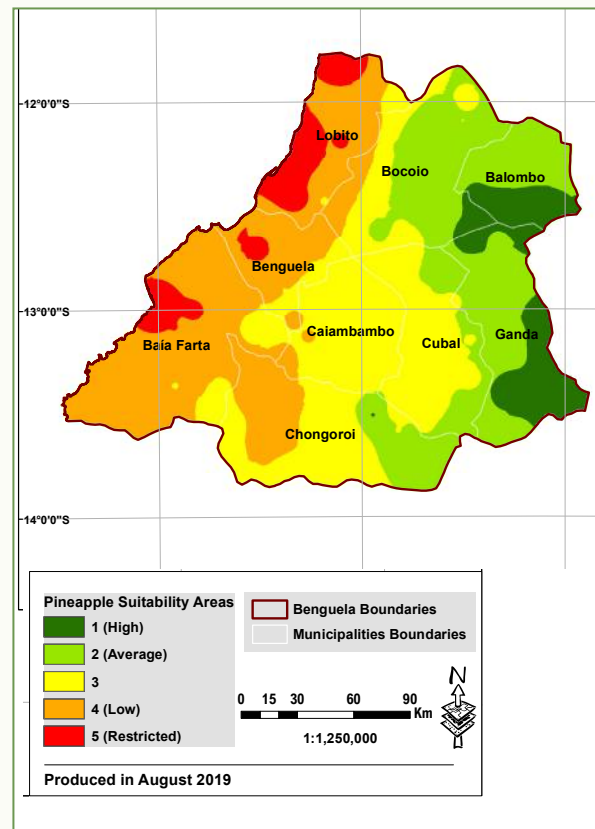 12°0'0"S
Lobito
Bocoio
Balombo
Benguela
13°0'0"S
Caiambambo
Cubal
Ganda
Baía Farta
Chongoroi
14°0'0"S
Pineapple Suitability Areas
1 (High)
2 (Average)
3
4 (Low)
5 (Restricted)
Benguela Boundaries
Municipalities Boundaries
N
0 15 30 60 90
Km
1:1,250,000
Produced in August 2019